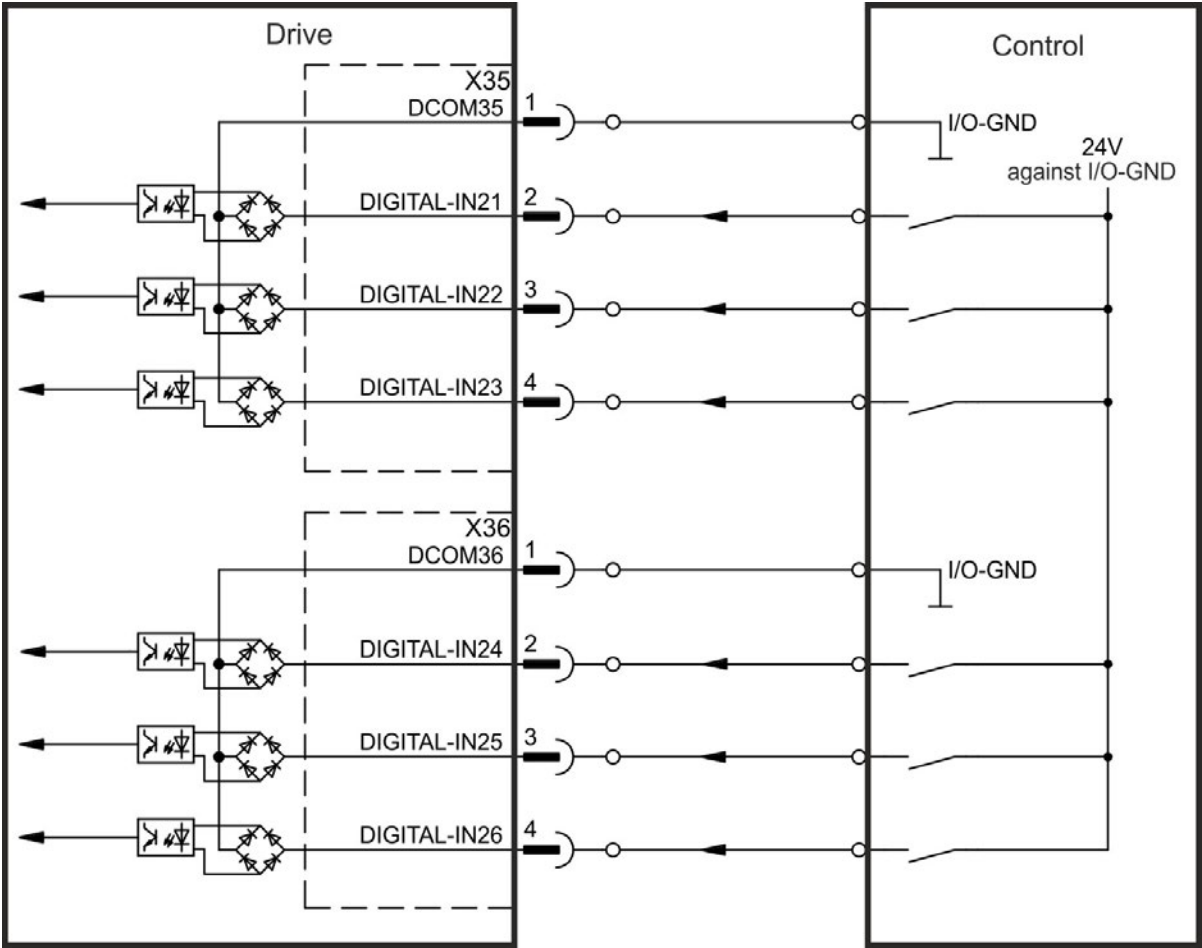 Drive
Control
X35
DCOM35
1
I/O-GND
24V
against I/O-GND
DIGITAL-IN21
2
DIGITAL-IN22
3
DIGITAL-IN23
4
X36
DCOM36
1
I/O-GND
DIGITAL-IN24
2
DIGITAL-IN25
3
DIGITAL-IN26
4